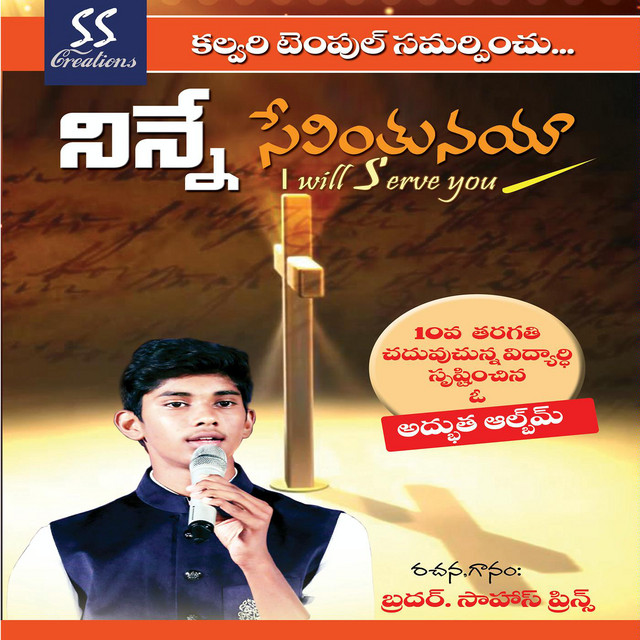 SS
Creations
కల్వరి టెంపుల్ సమర్పించు...
నిన్నే సేవింతునయా
I will Serve you
10వ తరగతి
చదువుచున్న విద్యార్ధి
సృష్టించిన
ఓ
అద్భుత ఆల్బమ్
రచన,గానం:
బ్రదర్. సాహాస్ ప్రిన్స్